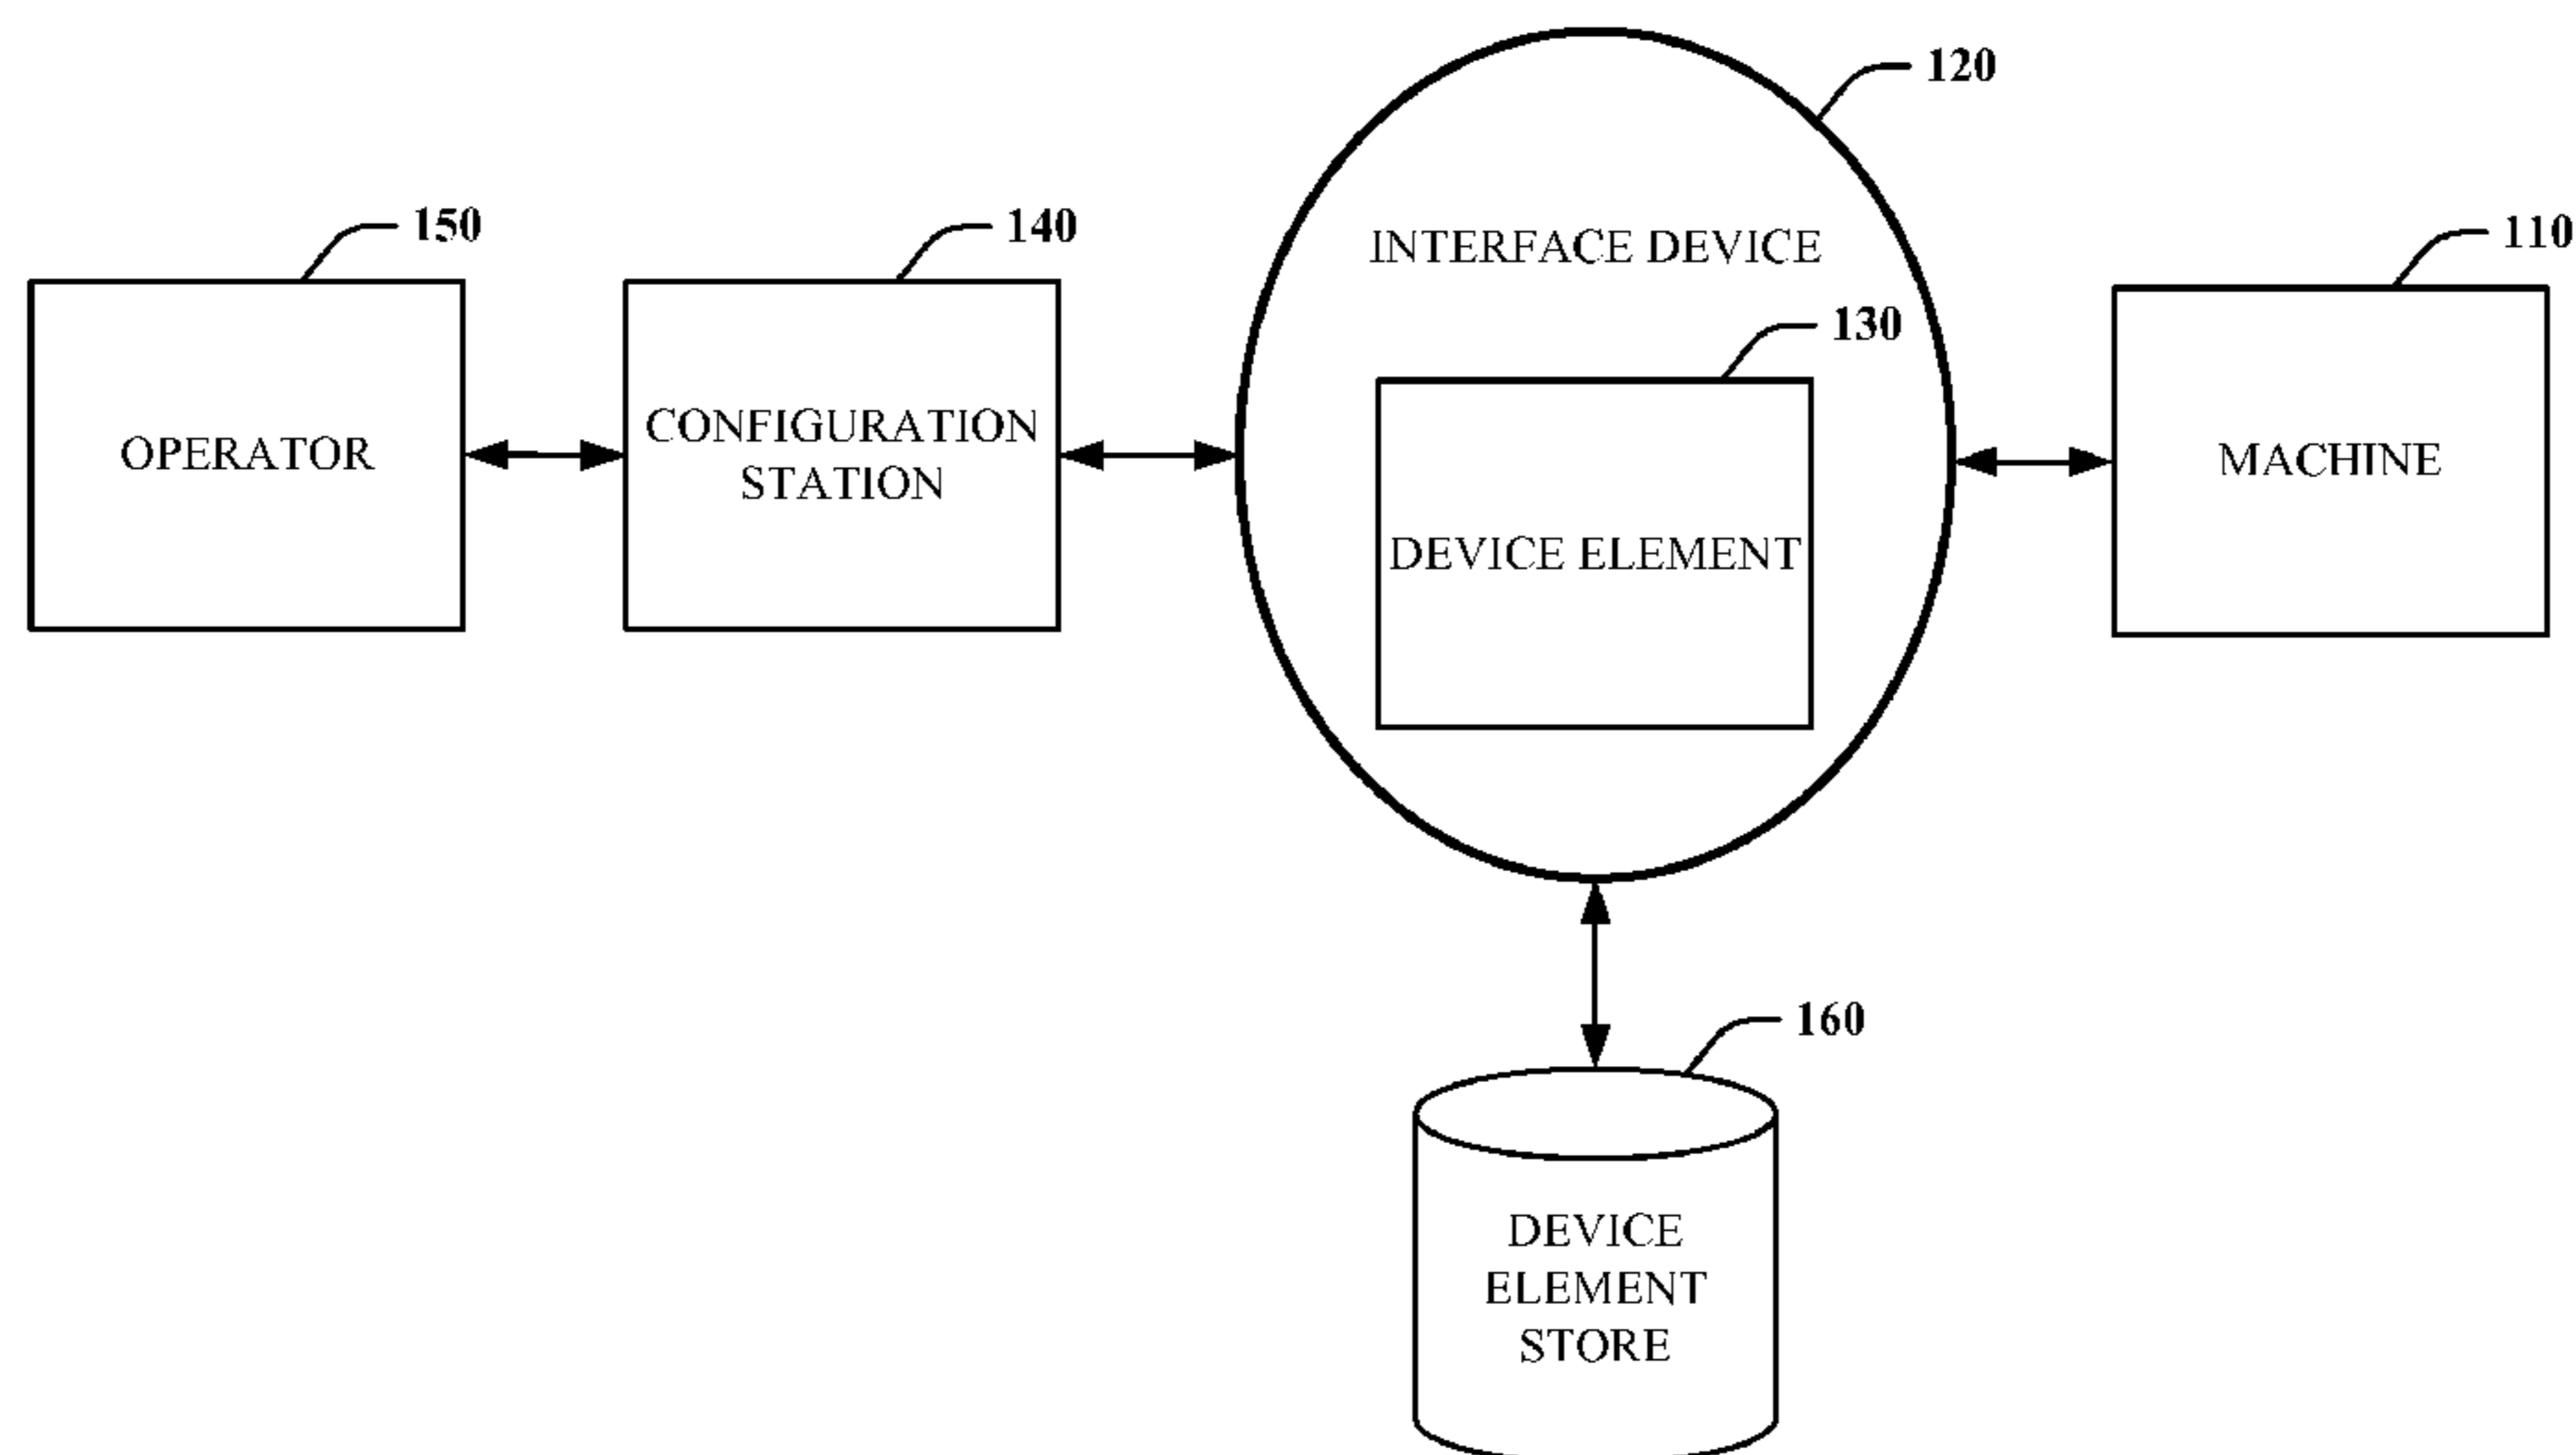 120
150
140
INTERFACE DEVICE
110
130
OPERATOR
CONFIGURATION
STATION
DEVICE ELEMENT
MACHINE
160
DEVICE
ELEMENT
STORE